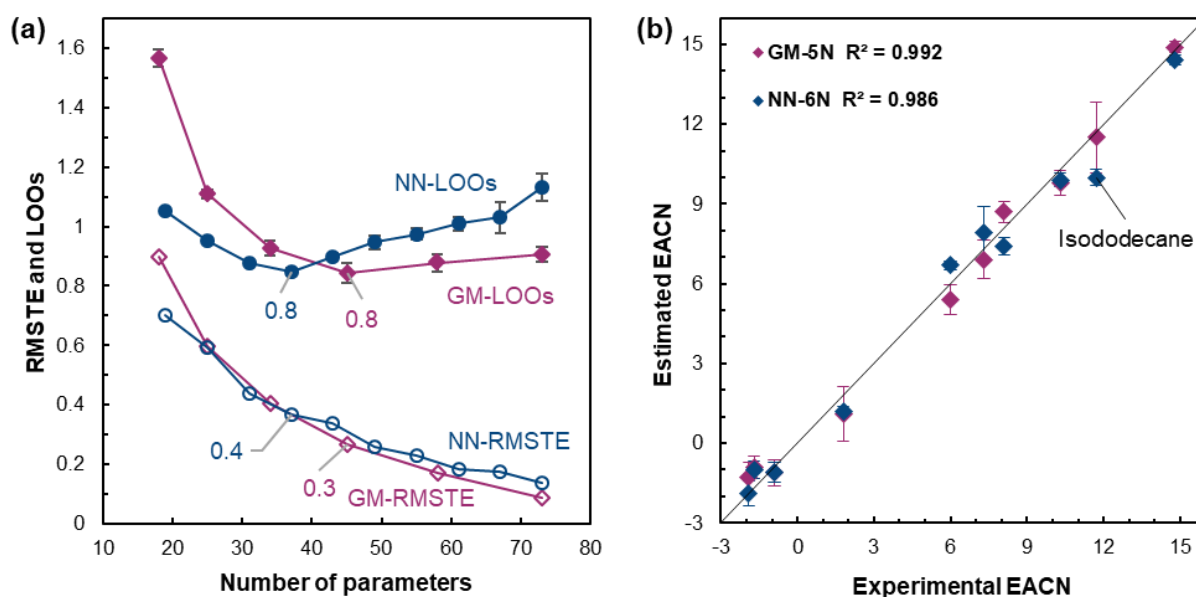 (a)
RMSTE and LOOs
1.6
1.4
1.2
1
0.8
0.6
0.4
0.2
0
NN-LOOs
0.8
0.8
GM-LOOs
NN-RMSTE
0.4
0.3
GM-RMSTE
10 20 30 40 50 60 70 80
Number of parameters
(b)
Estimated EACN
15
12
9
6
3
0
-3
GM-5N R² = 0.992
NN-6N R² = 0.986
Isododecane
-3 0 3 6 9 12 15
Experimental EACN